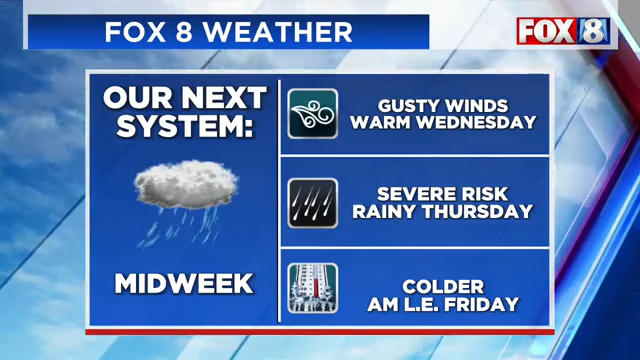 FOX 8 WEATHER
FOX 8
OUR NEXT
SYSTEM:
MIDWEEK
GUSTY WINDS
WARM WEDNESDAY
SEVERE RISK
RAINY THURSDAY
COLDER
AM L.E. FRIDAY